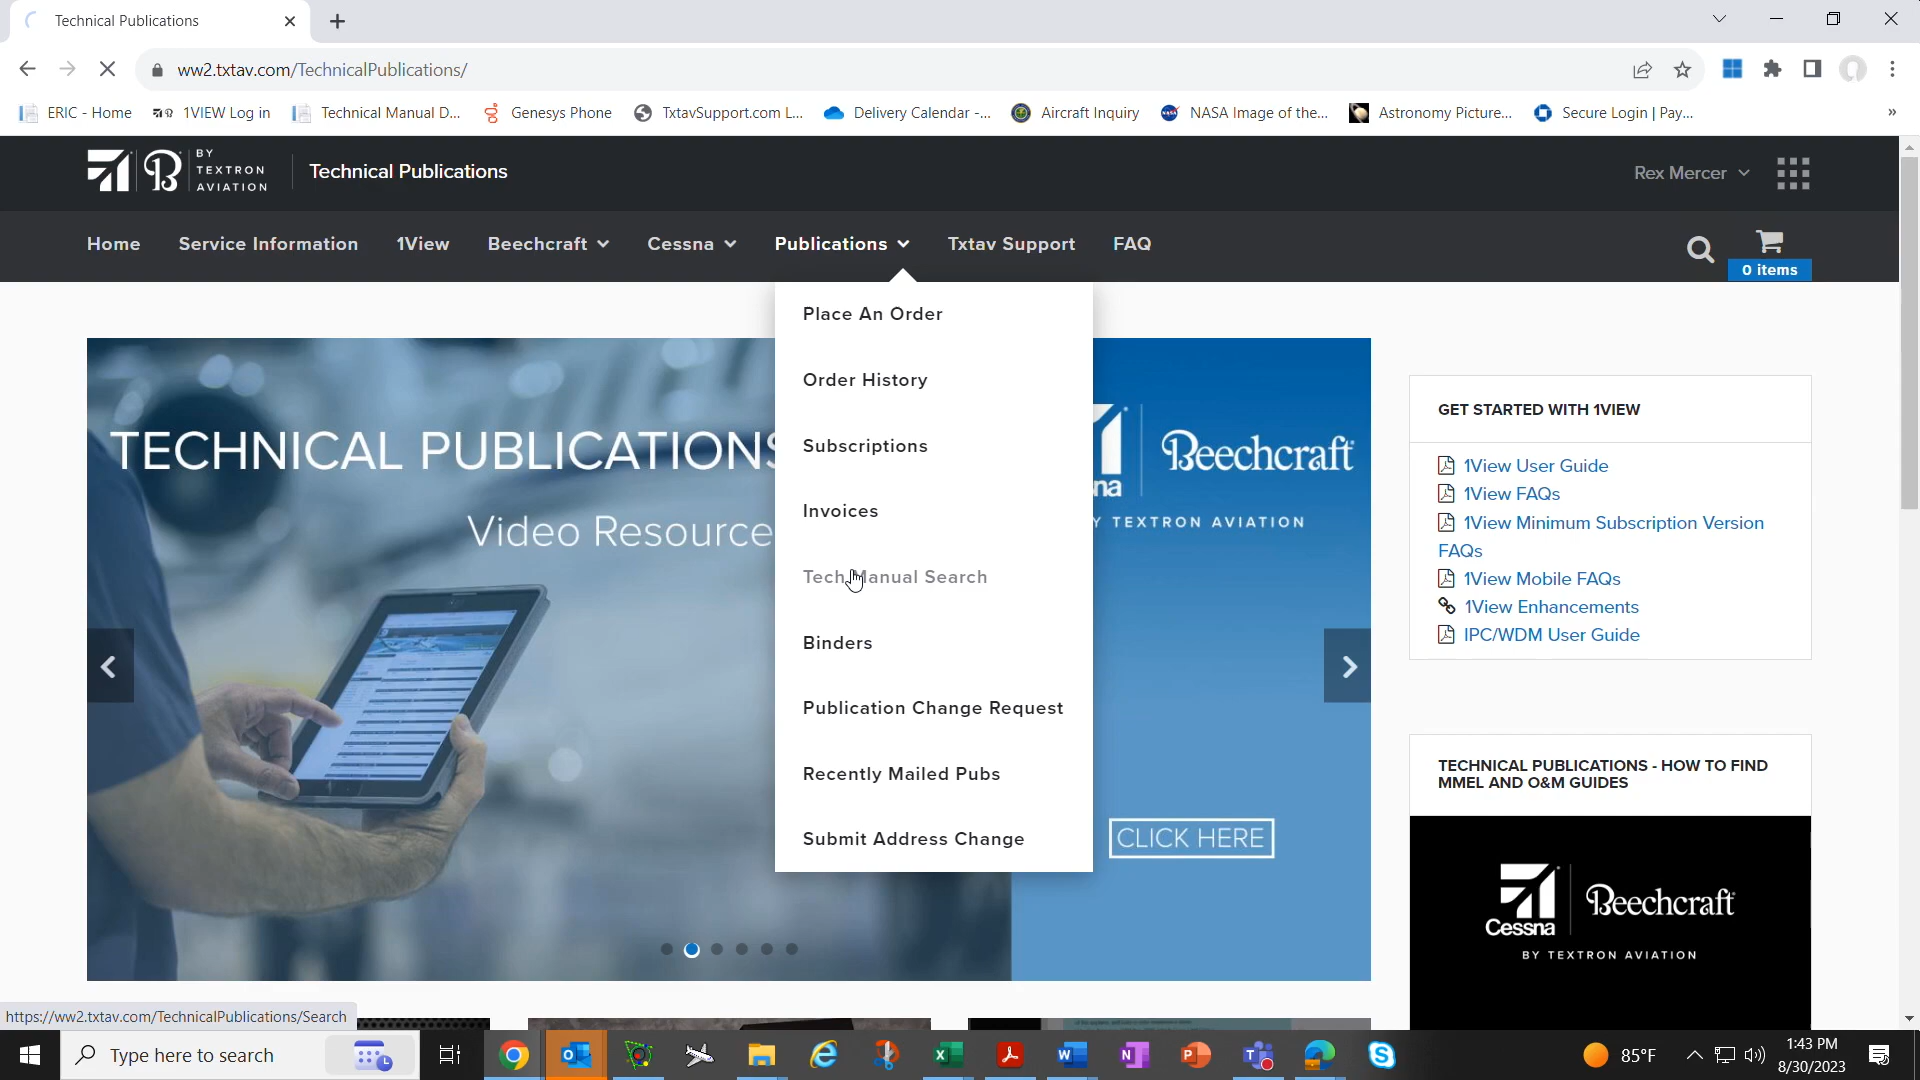 Technical Publications
ww2.txtav.com/TechnicalPublications/
ERIC - Home
1VIEW Log in
Technical Manual D...
Genesys Phone
TxtavSupport.com L...
Delivery Calendar -...
Aircraft Inquiry
NASA Image of the...
Astronomy Picture...
Secure Login | Pay...
»
BY
TEXTRON
AVIATION
Technical Publications
Rex Mercer
Home
Service Information
1View
Beechcraft
Cessna
Publications
Txtav Support
FAQ
0 items
Place An Order
Order History
Subscriptions
Invoices
Tech Manual Search
Binders
Publication Change Request
Recently Mailed Pubs
Submit Address Change
TECHNICAL PUBLICATIONS
Video Resource
na
Beechcraft
Y TEXTRON AVIATION
CLICK HERE
GET STARTED WITH 1VIEW
1View User Guide
1View FAQs
1View Minimum Subscription Version
FAQs
1View Mobile FAQs
1View Enhancements
IPC/WDM User Guide
TECHNICAL PUBLICATIONS - HOW TO FIND
MMEL AND O&M GUIDES
Cessna
Beechcraft
BY TEXTRON AVIATION
https://ww2.txtav.com/TechnicalPublications/Search
Type here to search
85°F
1:43 PM
8/30/2023